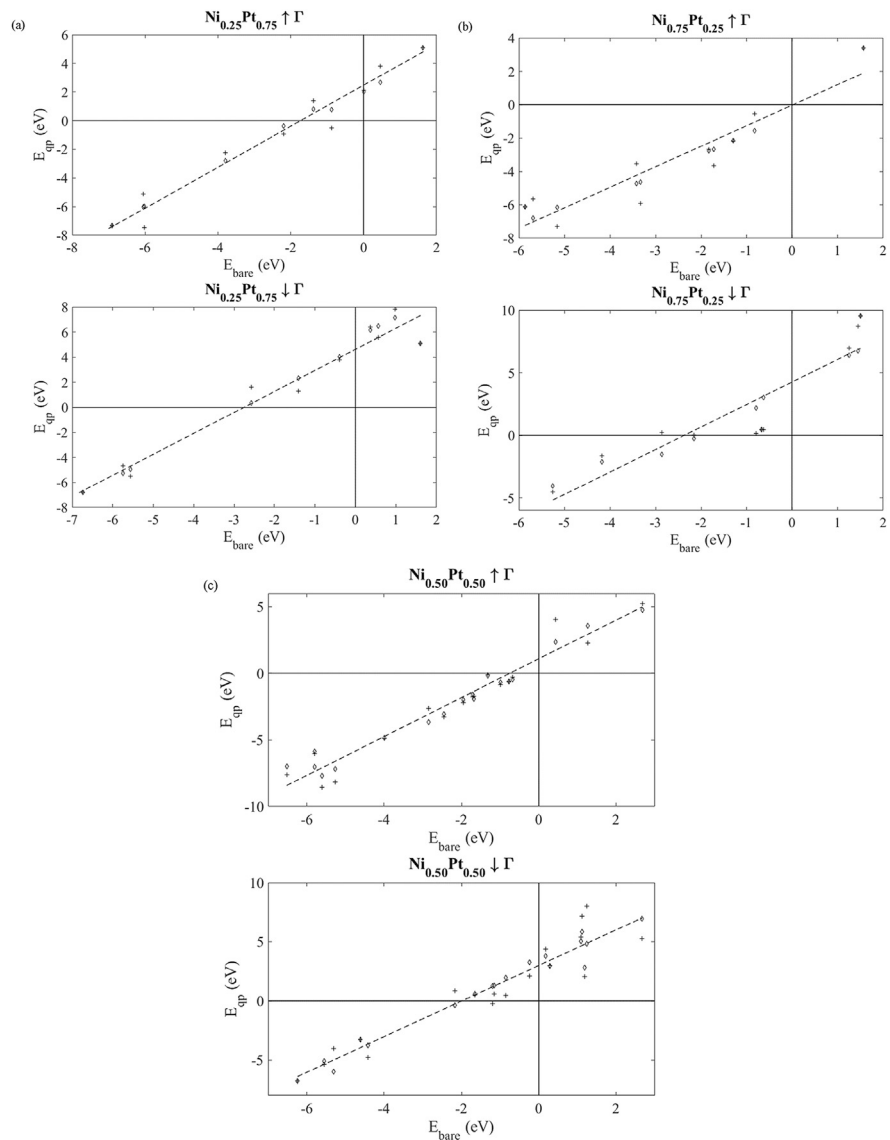 (a)
Ni0.25Pt0.75 ↑ Γ
6
4
2
0
-2
-4
-6
-8
-8 -6 -4 -2 0 2
Eqp (eV)
Ebare (eV)
Ni0.25Pt0.75 ↓ Γ
8
6
4
2
0
-2
-4
-6
-8
-7 -6 -5 -4 -3 -2 -1 0 1 2
Eqp (eV)
Ebare (eV)
(b)
Ni0.75Pt0.25 ↑ Γ
4
2
0
-2
-4
-6
-8
-6 -5 -4 -3 -2 -1 0 1 2
Eqp (eV)
Ebare (eV)
Ni0.75Pt0.25 ↓ Γ
10
5
0
-5
-6 -5 -4 -3 -2 -1 0 1 2
Eqp (eV)
Ebare (eV)
(c)
Ni0.50Pt0.50 ↑ Γ
5
0
-5
-10
-6 -4 -2 0 2
Eqp (eV)
Ebare (eV)
Ni0.50Pt0.50 ↓ Γ
10
5
0
-5
-6 -4 -2 0 2
Eqp (eV)
Ebare (eV)